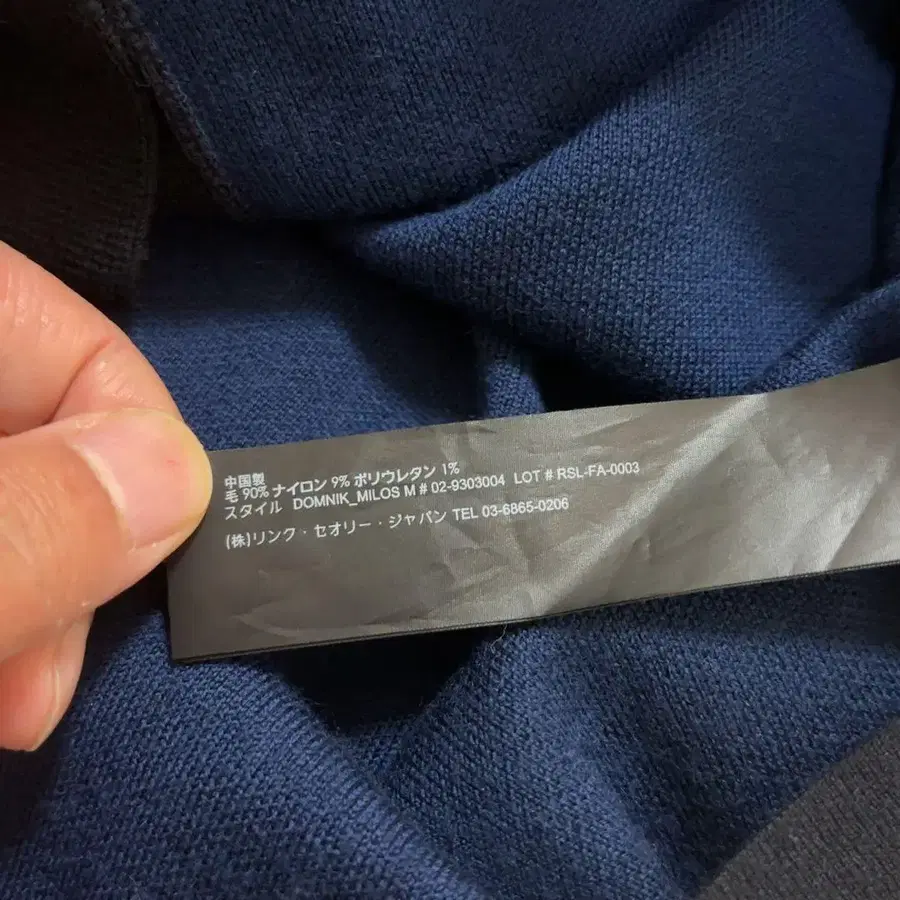 中国製
毛 90% ナイロン 9% ポリウレタン 1%
スタイル DOMNIK_MILOS M # 02-9303004 LOT # RSL-FA-0003
(株)リンク・セオリー・ジャパン TEL 03-6865-0206